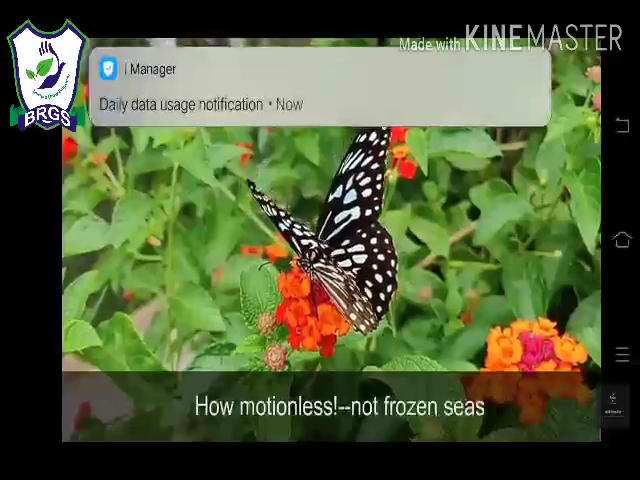 Made with KINEMASTER
i Manager
Daily data usage notification • Now
BRGS
How motionless!--not frozen seas